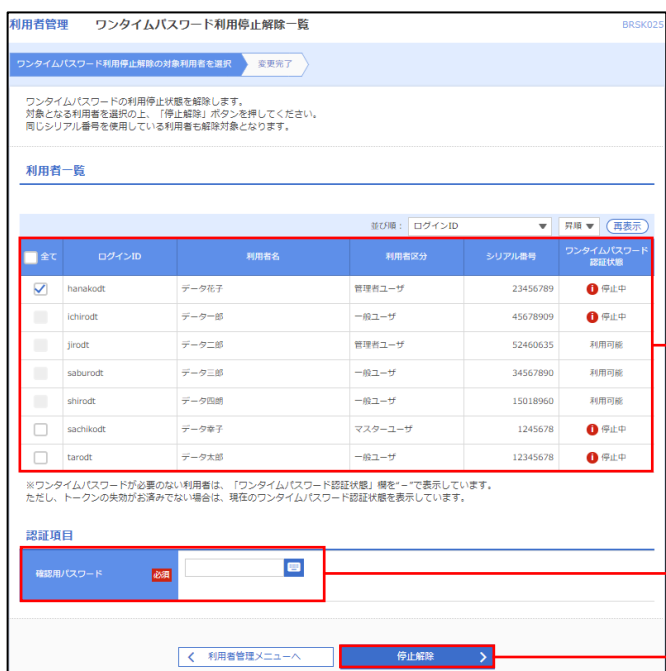 利用者管理 ワンタイムパスワード利用停止解除一覧 BRSK025
ワンタイムパスワード利用停止解除の対象利用者を選択 変更完了
ワンタイムパスワードの利用停止状態を解除します。
対象となる利用者を選択の上、「停止解除」ボタンを押してください。
同じシリアル番号を使用している利用者も解除対象となります。
利用者一覧
並び順： ログインID ▼ 昇順 ▼ 再表示
全て ログインID 利用者名 利用者区分 シリアル番号 ワンタイムパスワード
認証状態
hanakodt データ花子 管理者ユーザ 23456789 停止中
ichirodt データ一郎 一般ユーザ 45678909 停止中
jirodt データ二郎 管理者ユーザ 52460635 利用可能
saburodt データ三郎 一般ユーザ 34567890 利用可能
shirodt データ四朗 一般ユーザ 15018960 利用可能
sachikodt データ幸子 マスターユーザ 1245678 停止中
tarodt データ太郎 一般ユーザ 12345678 停止中
※ワンタイムパスワードが必要のない利用者は、「ワンタイムパスワード認証状態」欄を"－"で表示しています。
ただし、トークンの失効がお済みでない場合は、現在のワンタイムパスワード認証状態を表示しています。
認証項目
確認用パスワード 必須
利用者管理メニューへ 停止解除